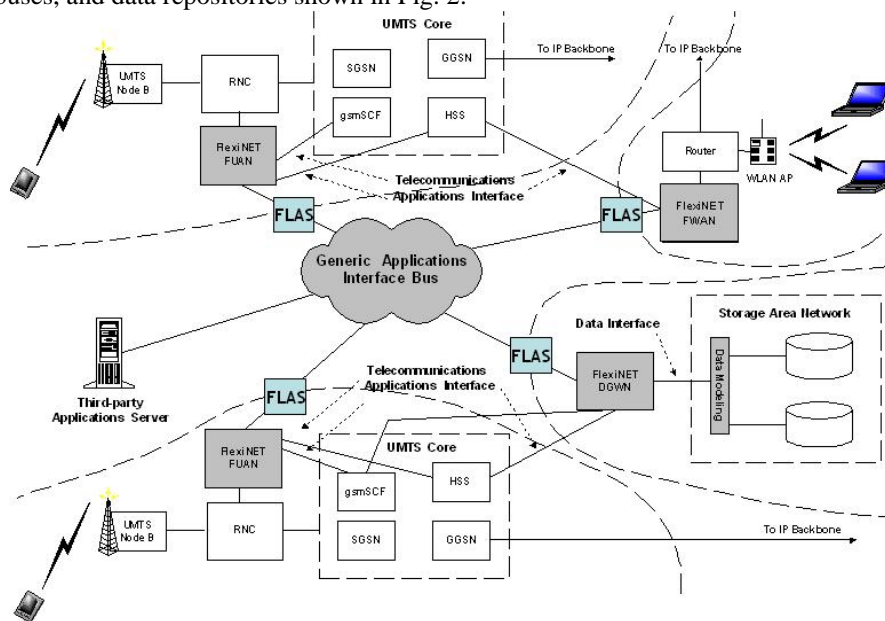 buses, and data repositories shown in Fig. 2.
UMTS Core
To IP Backbone
To IP Backbone
UMTS
Node B
RNC
SGSN
GGSN
gsmSCF
HSS
FlexiNET
FUAN
Router
WLAN AP
Telecommunications
Applications Interface
FLAS
FLAS
FlexiNET
FWAN
Generic Applications
Interface Bus
Data Interface
Storage Area Network
FLAS
FlexiNET
DGWN
Data Modeling
Third-party
Applications Server
Telecommunications
Applications Interface
FLAS
FlexiNET
FUAN
UMTS Core
gsmSCF
HSS
UMTS
Node B
RNC
SGSN
GGSN
To IP Backbone